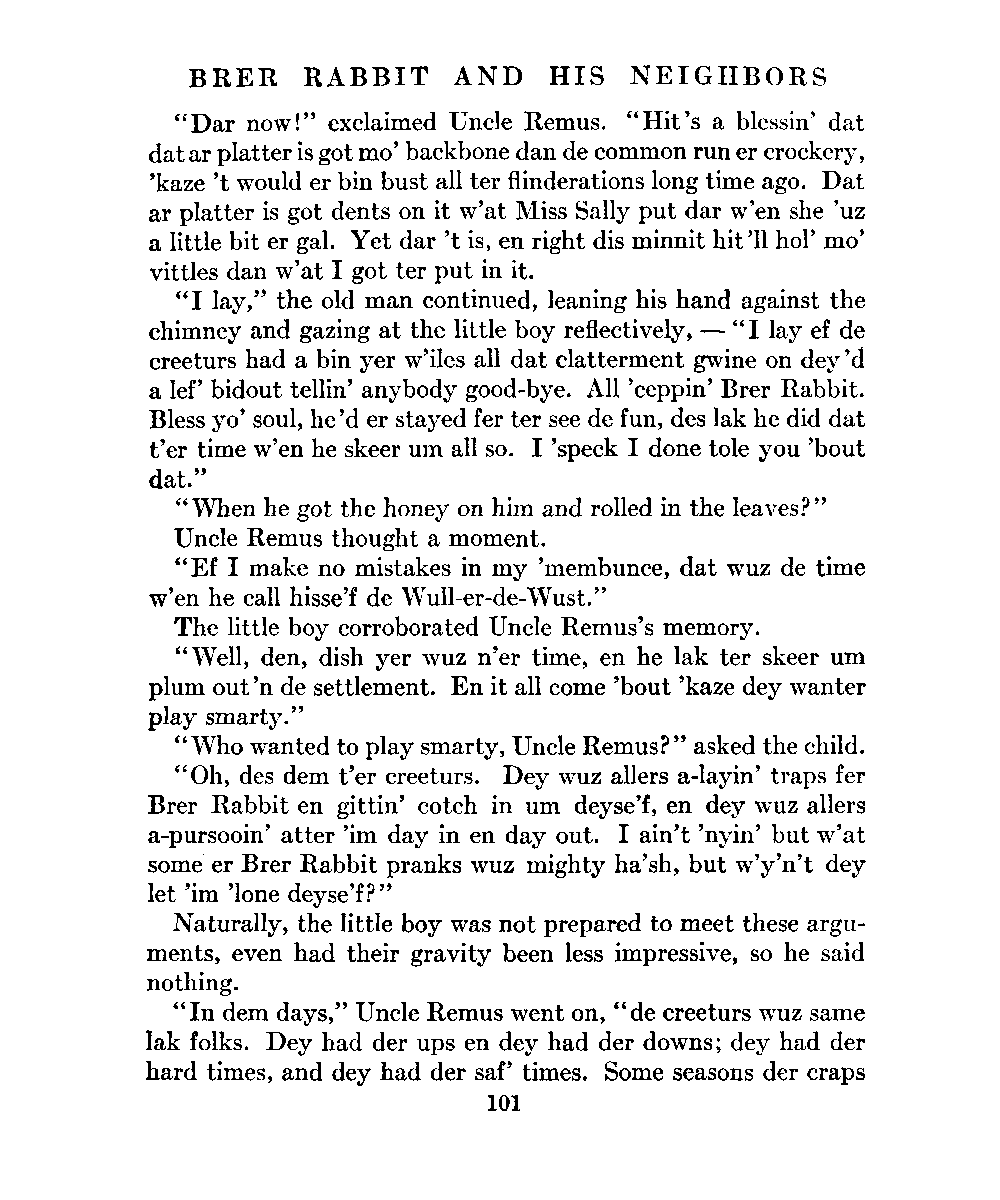 BRER RABBIT AND HIS NEIGHBORS
“Dar now!” exclaimed Uncle Remus. “Hit’s a blessin’ dat
dat ar platter is got mo’ backbone dan de common run er crockery,
’kaze ’t would er bin bust all ter flinderations long time ago. Dat
ar platter is got dents on it w’at Miss Sally put dar w’en she ’uz
a little bit er gal. Yet dar ’t is, en right dis minnit hit ’ll hol’ mo’
vittles dan w’at I got ter put in it.
“I lay,” the old man continued, leaning his hand against the
chimney and gazing at the little boy reflectively, — “I lay ef de
creeturs had a bin yer w’iles all dat clatterment gwine on dey ’d
a lef’ bidout tellin’ anybody good-bye. All ’ceppin’ Brer Rabbit.
Bless yo’ soul, he ’d er stayed fer ter see de fun, des lak he did dat
t’er time w’en he skeer um all so. I ’speck I done tole you ’bout
dat.”
“When he got the honey on him and rolled in the leaves?”
Uncle Remus thought a moment.
“Ef I make no mistakes in my ’membunce, dat wuz de time
w’en he call hisse’f de Wull-er-de-Wust.”
The little boy corroborated Uncle Remus’s memory.
“Well, den, dish yer wuz n’er time, en he lak ter skeer um
plum out’n de settlement. En it all come ’bout ’kaze dey wanter
play smarty.”
“Who wanted to play smarty, Uncle Remus?” asked the child.
“Oh, des dem t’er creeturs. Dey wuz allers a-layin’ traps fer
Brer Rabbit en gittin’ cotch in um deyse’f, en dey wuz allers
a-pursooin’ atter ’im day in en day out. I ain’t ’nyin’ but w’at
some er Brer Rabbit pranks wuz mighty ha’sh, but w’y’n’t dey
let ’im ’lone deyse’f?”
Naturally, the little boy was not prepared to meet these argu-
ments, even had their gravity been less impressive, so he said
nothing.
“In dem days,” Uncle Remus went on, “de creeturs wuz same
lak folks. Dey had der ups en dey had der downs; dey had der
hard times, and dey had der saf’ times. Some seasons der craps
101